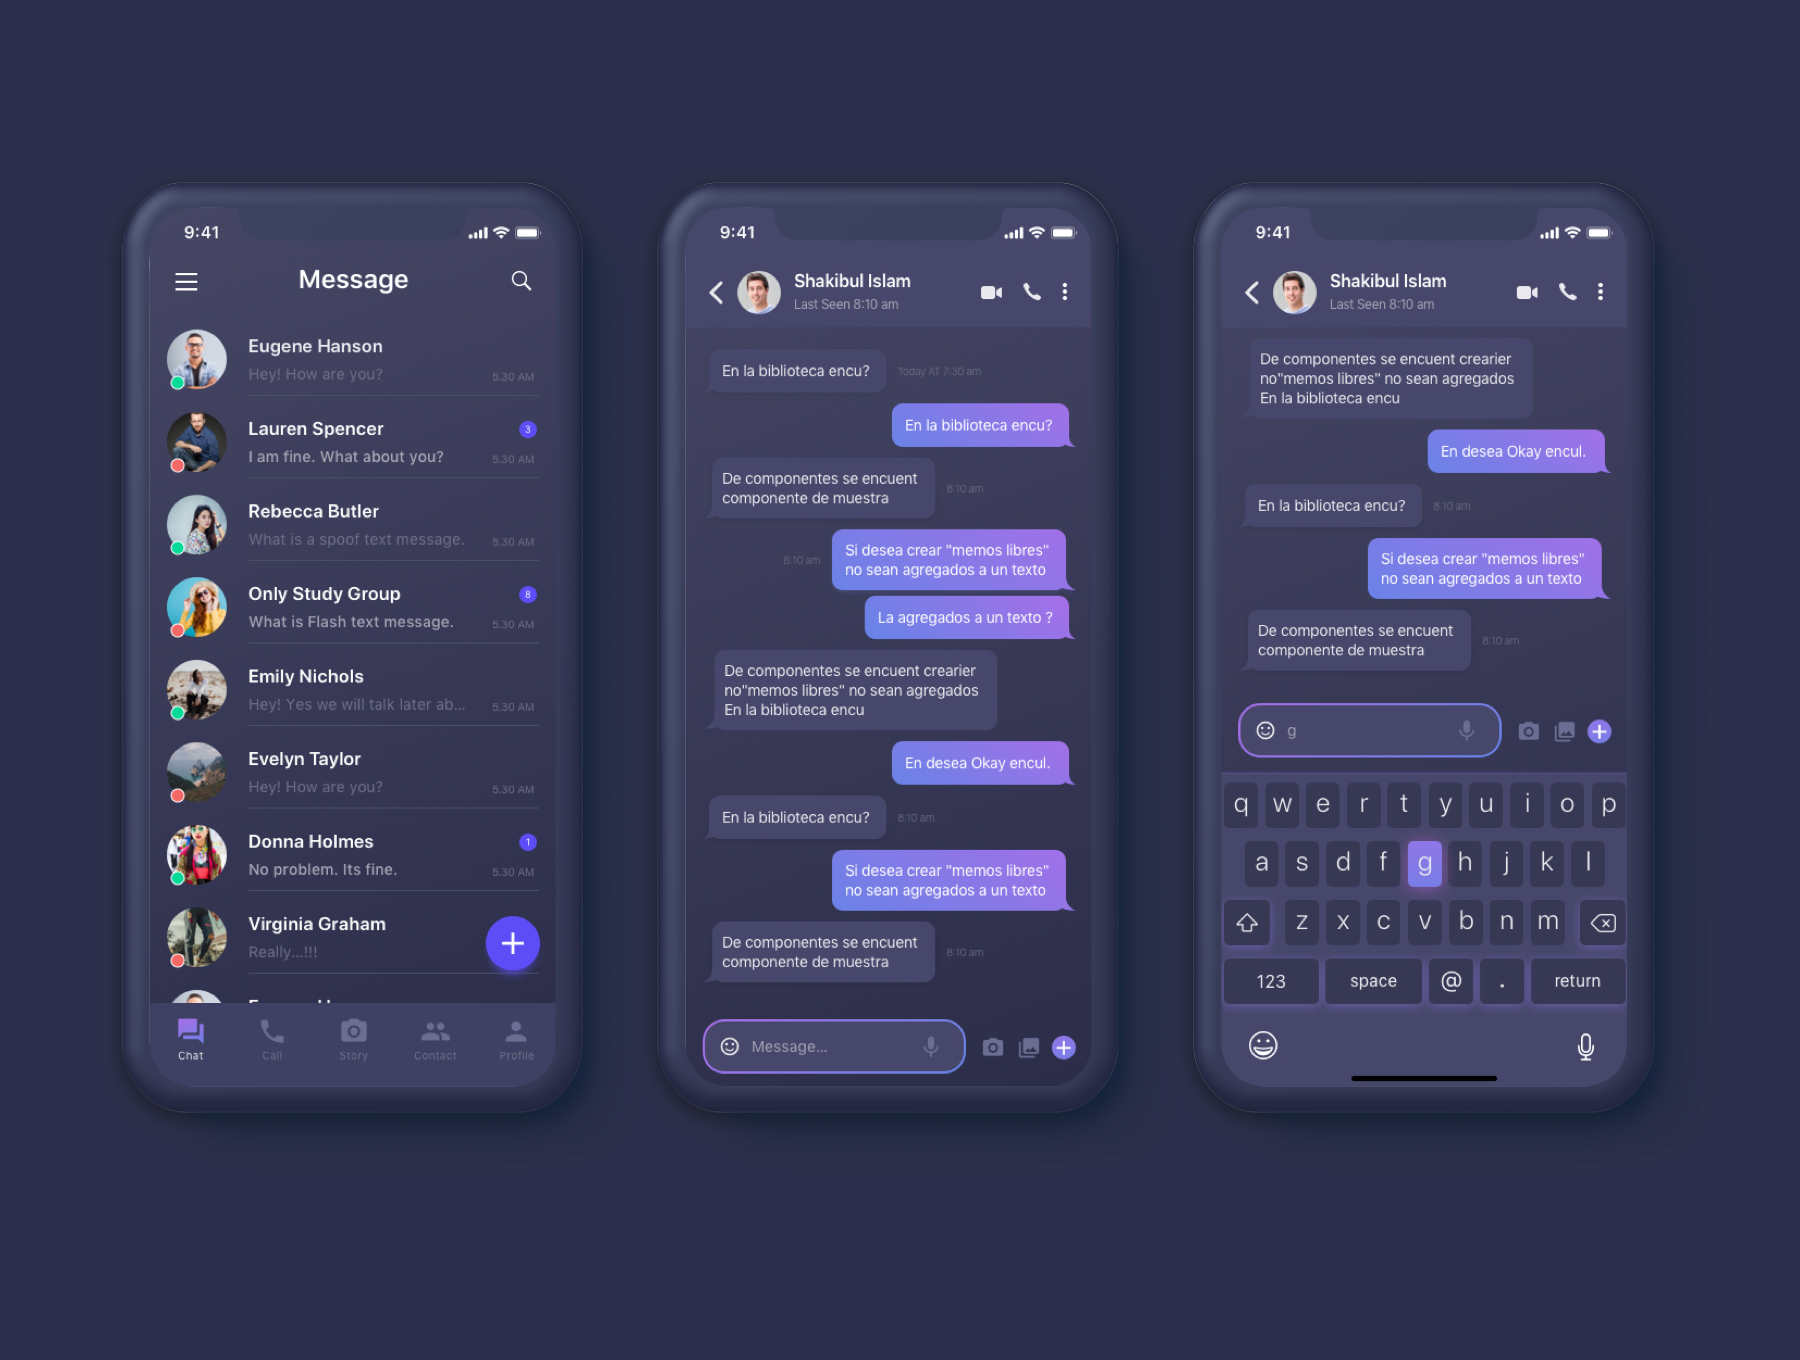 9:41
Message
Eugene Hanson
Hey! How are you?
5.30 AM
Lauren Spencer
3
I am fine. What about you?
5.30 AM
Rebecca Butler
What is a spoof text message.
5.30 AM
Only Study Group
8
What is Flash text message.
5.30 AM
Emily Nichols
Hey! Yes we will talk later ab...
5.30 AM
Evelyn Taylor
Hey! How are you?
5.30 AM
Donna Holmes
1
No problem. Its fine.
5.30 AM
Virginia Graham
Really...!!!
Chat
Call
Story
Contact
Profile
9:41
Shakibul Islam
Last Seen 8:10 am
En la biblioteca encu?
Today AT 7:30 am
En la biblioteca encu?
De componentes se encuent
componente de muestra
8:10 am
Si desea crear "memos libres"
no sean agregados a un texto
8:10 am
La agregados a un texto ?
De componentes se encuent crearier
no"memos libres" no sean agregados
En la biblioteca encu
En desea Okay encul.
En la biblioteca encu?
8:10 am
Si desea crear "memos libres"
no sean agregados a un texto
De componentes se encuent
componente de muestra
8:10 am
Message...
9:41
Shakibul Islam
Last Seen 8:10 am
De componentes se encuent crearier
no"memos libres" no sean agregados
En la biblioteca encu
En desea Okay encul.
En la biblioteca encu?
8:10 am
Si desea crear "memos libres"
no sean agregados a un texto
De componentes se encuent
componente de muestra
8:10 am
g
q w e r t y u i o p
a s d f g h j k l
z x c v b n m
123 space @ . return